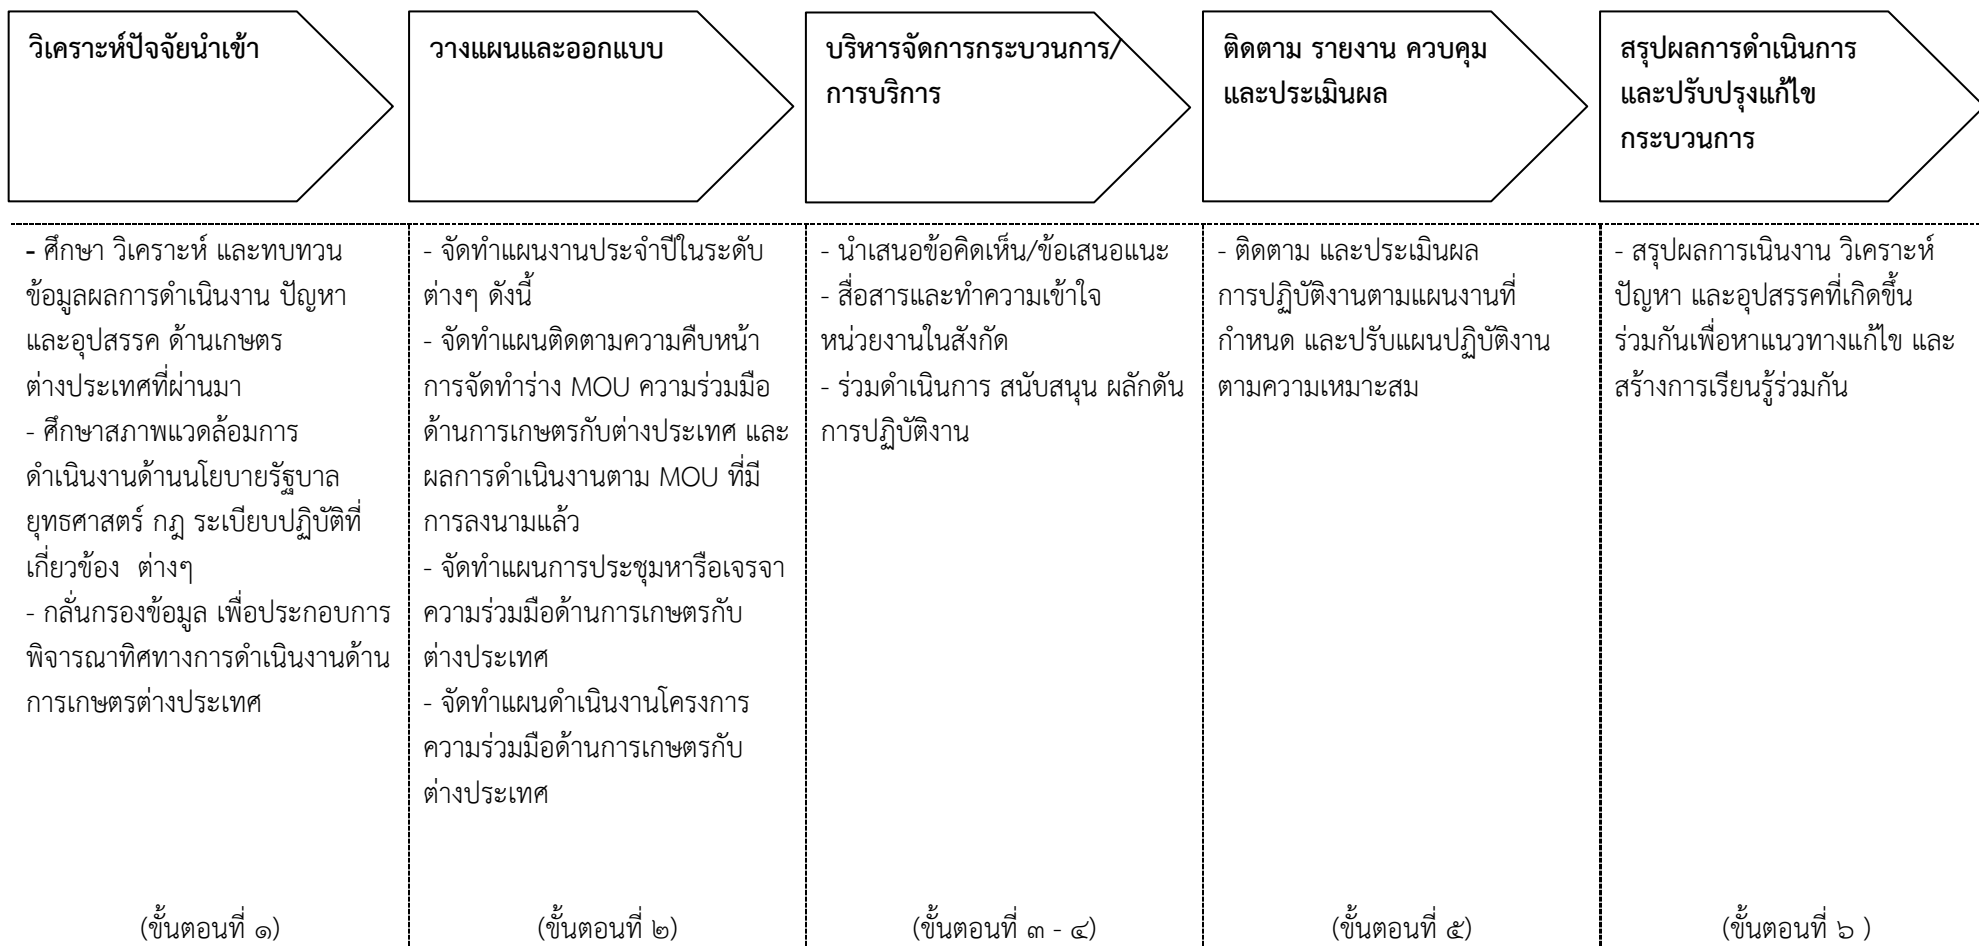 วิเคราะห์ปัจจัยนำเข้า
วางแผนและออกแบบ
บริหารจัดการกระบวนการ/
การบริการ
ติดตาม รายงาน ควบคุม
และประเมินผล
สรุปผลการดำเนินการ
และปรับปรุงแก้ไข
กระบวนการ
- ศึกษา วิเคราะห์ และทบทวน
ข้อมูลผลการดำเนินงาน ปัญหา
และอุปสรรค ด้านเกษตร
ต่างประเทศที่ผ่านมา
- ศึกษาสภาพแวดล้อมการ
ดำเนินงานด้านนโยบายรัฐบาล
ยุทธศาสตร์ กฎ ระเบียบปฏิบัติที่
เกี่ยวข้อง ต่างๆ
- กลั่นกรองข้อมูล เพื่อประกอบการ
พิจารณาทิศทางการดำเนินงานด้าน
การเกษตรต่างประเทศ
(ขั้นตอนที่ ๑)
- จัดทำแผนงานประจำปีในระดับ
ต่างๆ ดังนี้
- จัดทำแผนติดตามความคืบหน้า
การจัดทำร่าง MOU ความร่วมมือ
ด้านการเกษตรกับต่างประเทศ และ
ผลการดำเนินงานตาม MOU ที่มี
การลงนามแล้ว
- จัดทำแผนการประชุมหารือเจรจา
ความร่วมมือด้านการเกษตรกับ
ต่างประเทศ
- จัดทำแผนดำเนินงานโครงการ
ความร่วมมือด้านการเกษตรกับ
ต่างประเทศ
(ขั้นตอนที่ ๒)
- นำเสนอข้อคิดเห็น/ข้อเสนอแนะ
- สื่อสารและทำความเข้าใจ
หน่วยงานในสังกัด
- ร่วมดำเนินการ สนับสนุน ผลักดัน
การปฏิบัติงาน
(ขั้นตอนที่ ๓ - ๔)
- ติดตาม และประเมินผล
การปฏิบัติงานตามแผนงานที่
กำหนด และปรับแผนปฏิบัติงาน
ตามความเหมาะสม
(ขั้นตอนที่ ๕)
- สรุปผลการเนินงาน วิเคราะห์
ปัญหา และอุปสรรคที่เกิดขึ้น
ร่วมกันเพื่อหาแนวทางแก้ไข และ
สร้างการเรียนรู้ร่วมกัน
(ขั้นตอนที่ ๖ )